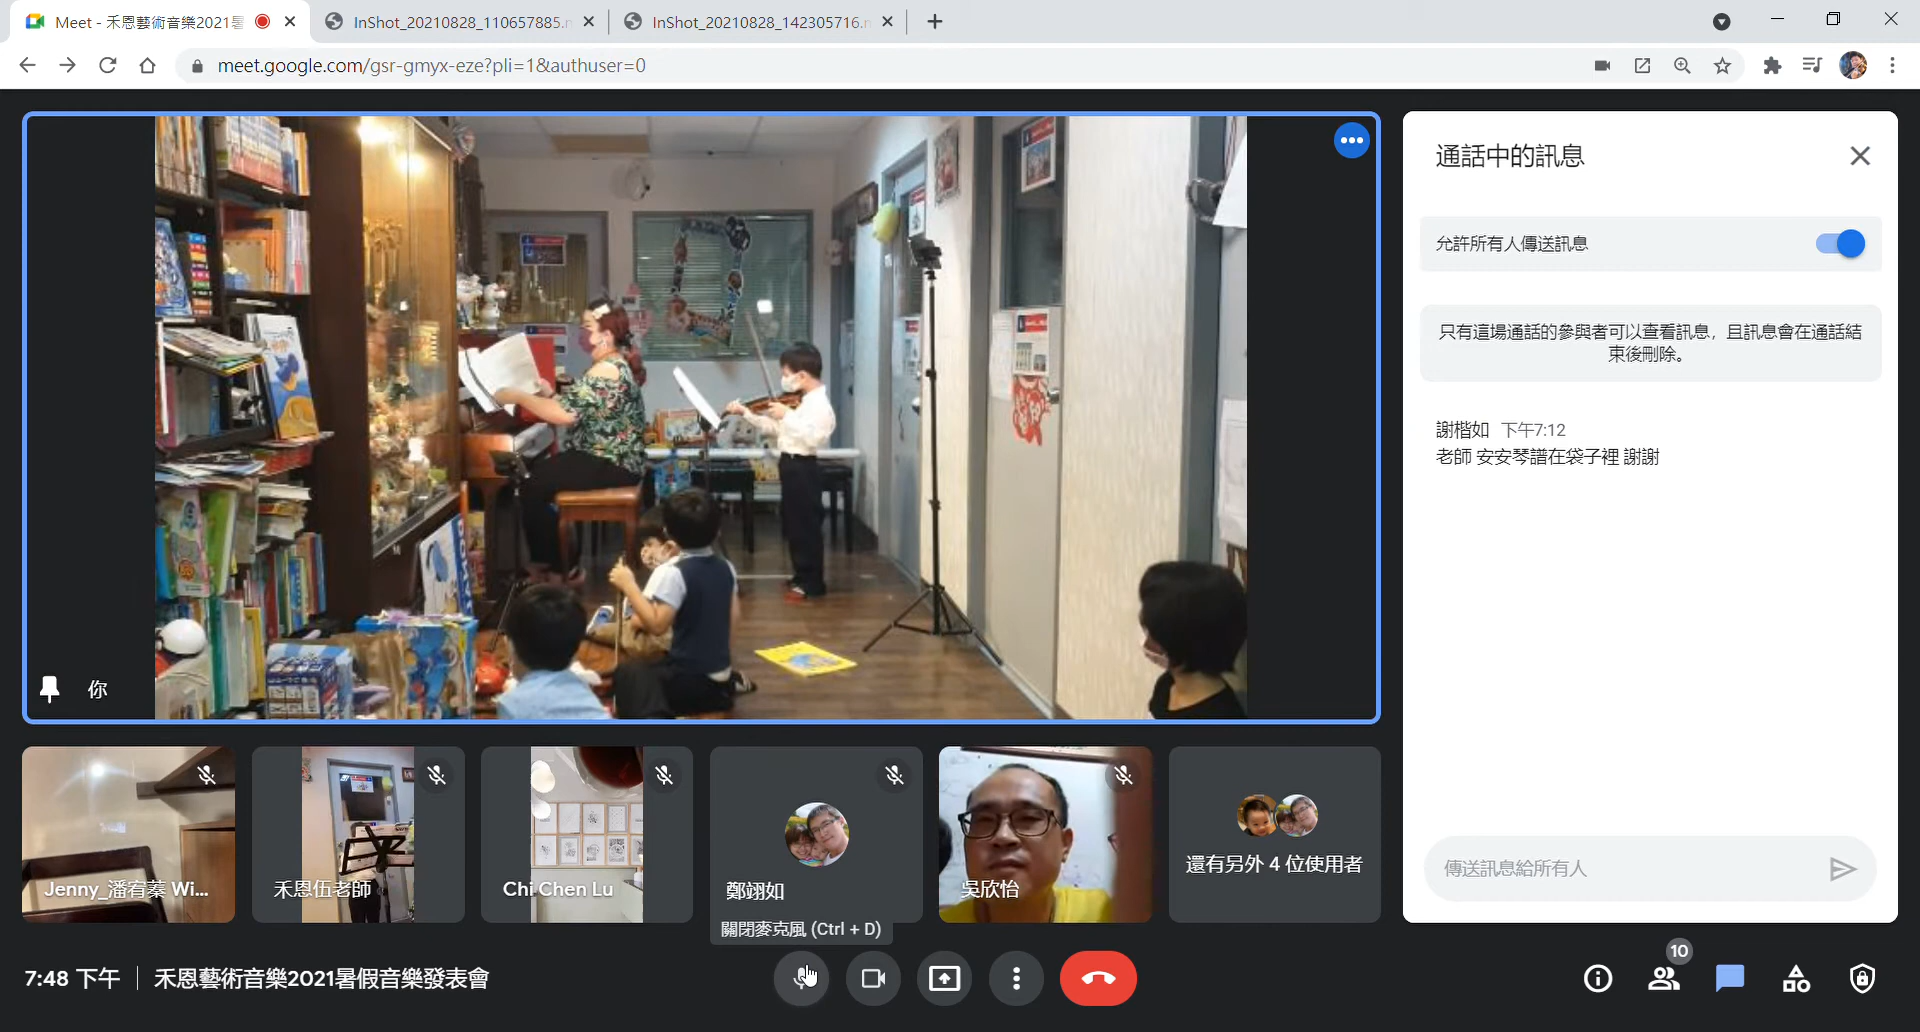 Meet - 禾恩藝術音樂2021暑
InShot_20210828_110657885.m
InShot_20210828_142305716.m
meet.google.com/gsr-gmyx-eze?pli=1&authuser=0
你
通話中的訊息
允許所有人傳送訊息
只有這場通話的參與者可以查看訊息，且訊息會在通話結
束後刪除。
謝楷如 下午7:12
老師 安安琴譜在袋子裡 謝謝
傳送訊息給所有人
Jenny_潘宥蓁 Wi...
禾恩伍老師
Chi Chen Lu
鄭翊如
吳欣怡
還有另外 4 位使用者
關閉麥克風 (Ctrl + D)
7:48 下午
禾恩藝術音樂2021暑假音樂發表會
10